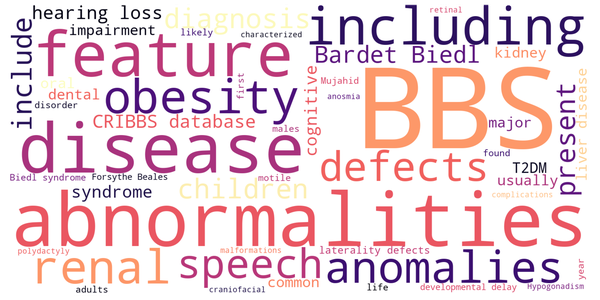 hearing loss
diagnosis
including
retinal
impairment
likely
characterized
include
feature
Bardet Biedl
kidney
dental
obesity
first
cognitive
Mujahid
BBS
liver disease
disorder
CRIBBS database
males
anosmia
major
present
disease
defects
found
T2DM
Biedl syndrome
Forsythe Beales
motile
usually
syndrome
children
complications
abnormalities
polydactyly
renal
speech
malformations
laterality defects
anomalies
common
year
adults
craniofacial
life
developmental delay
Hypogonadism